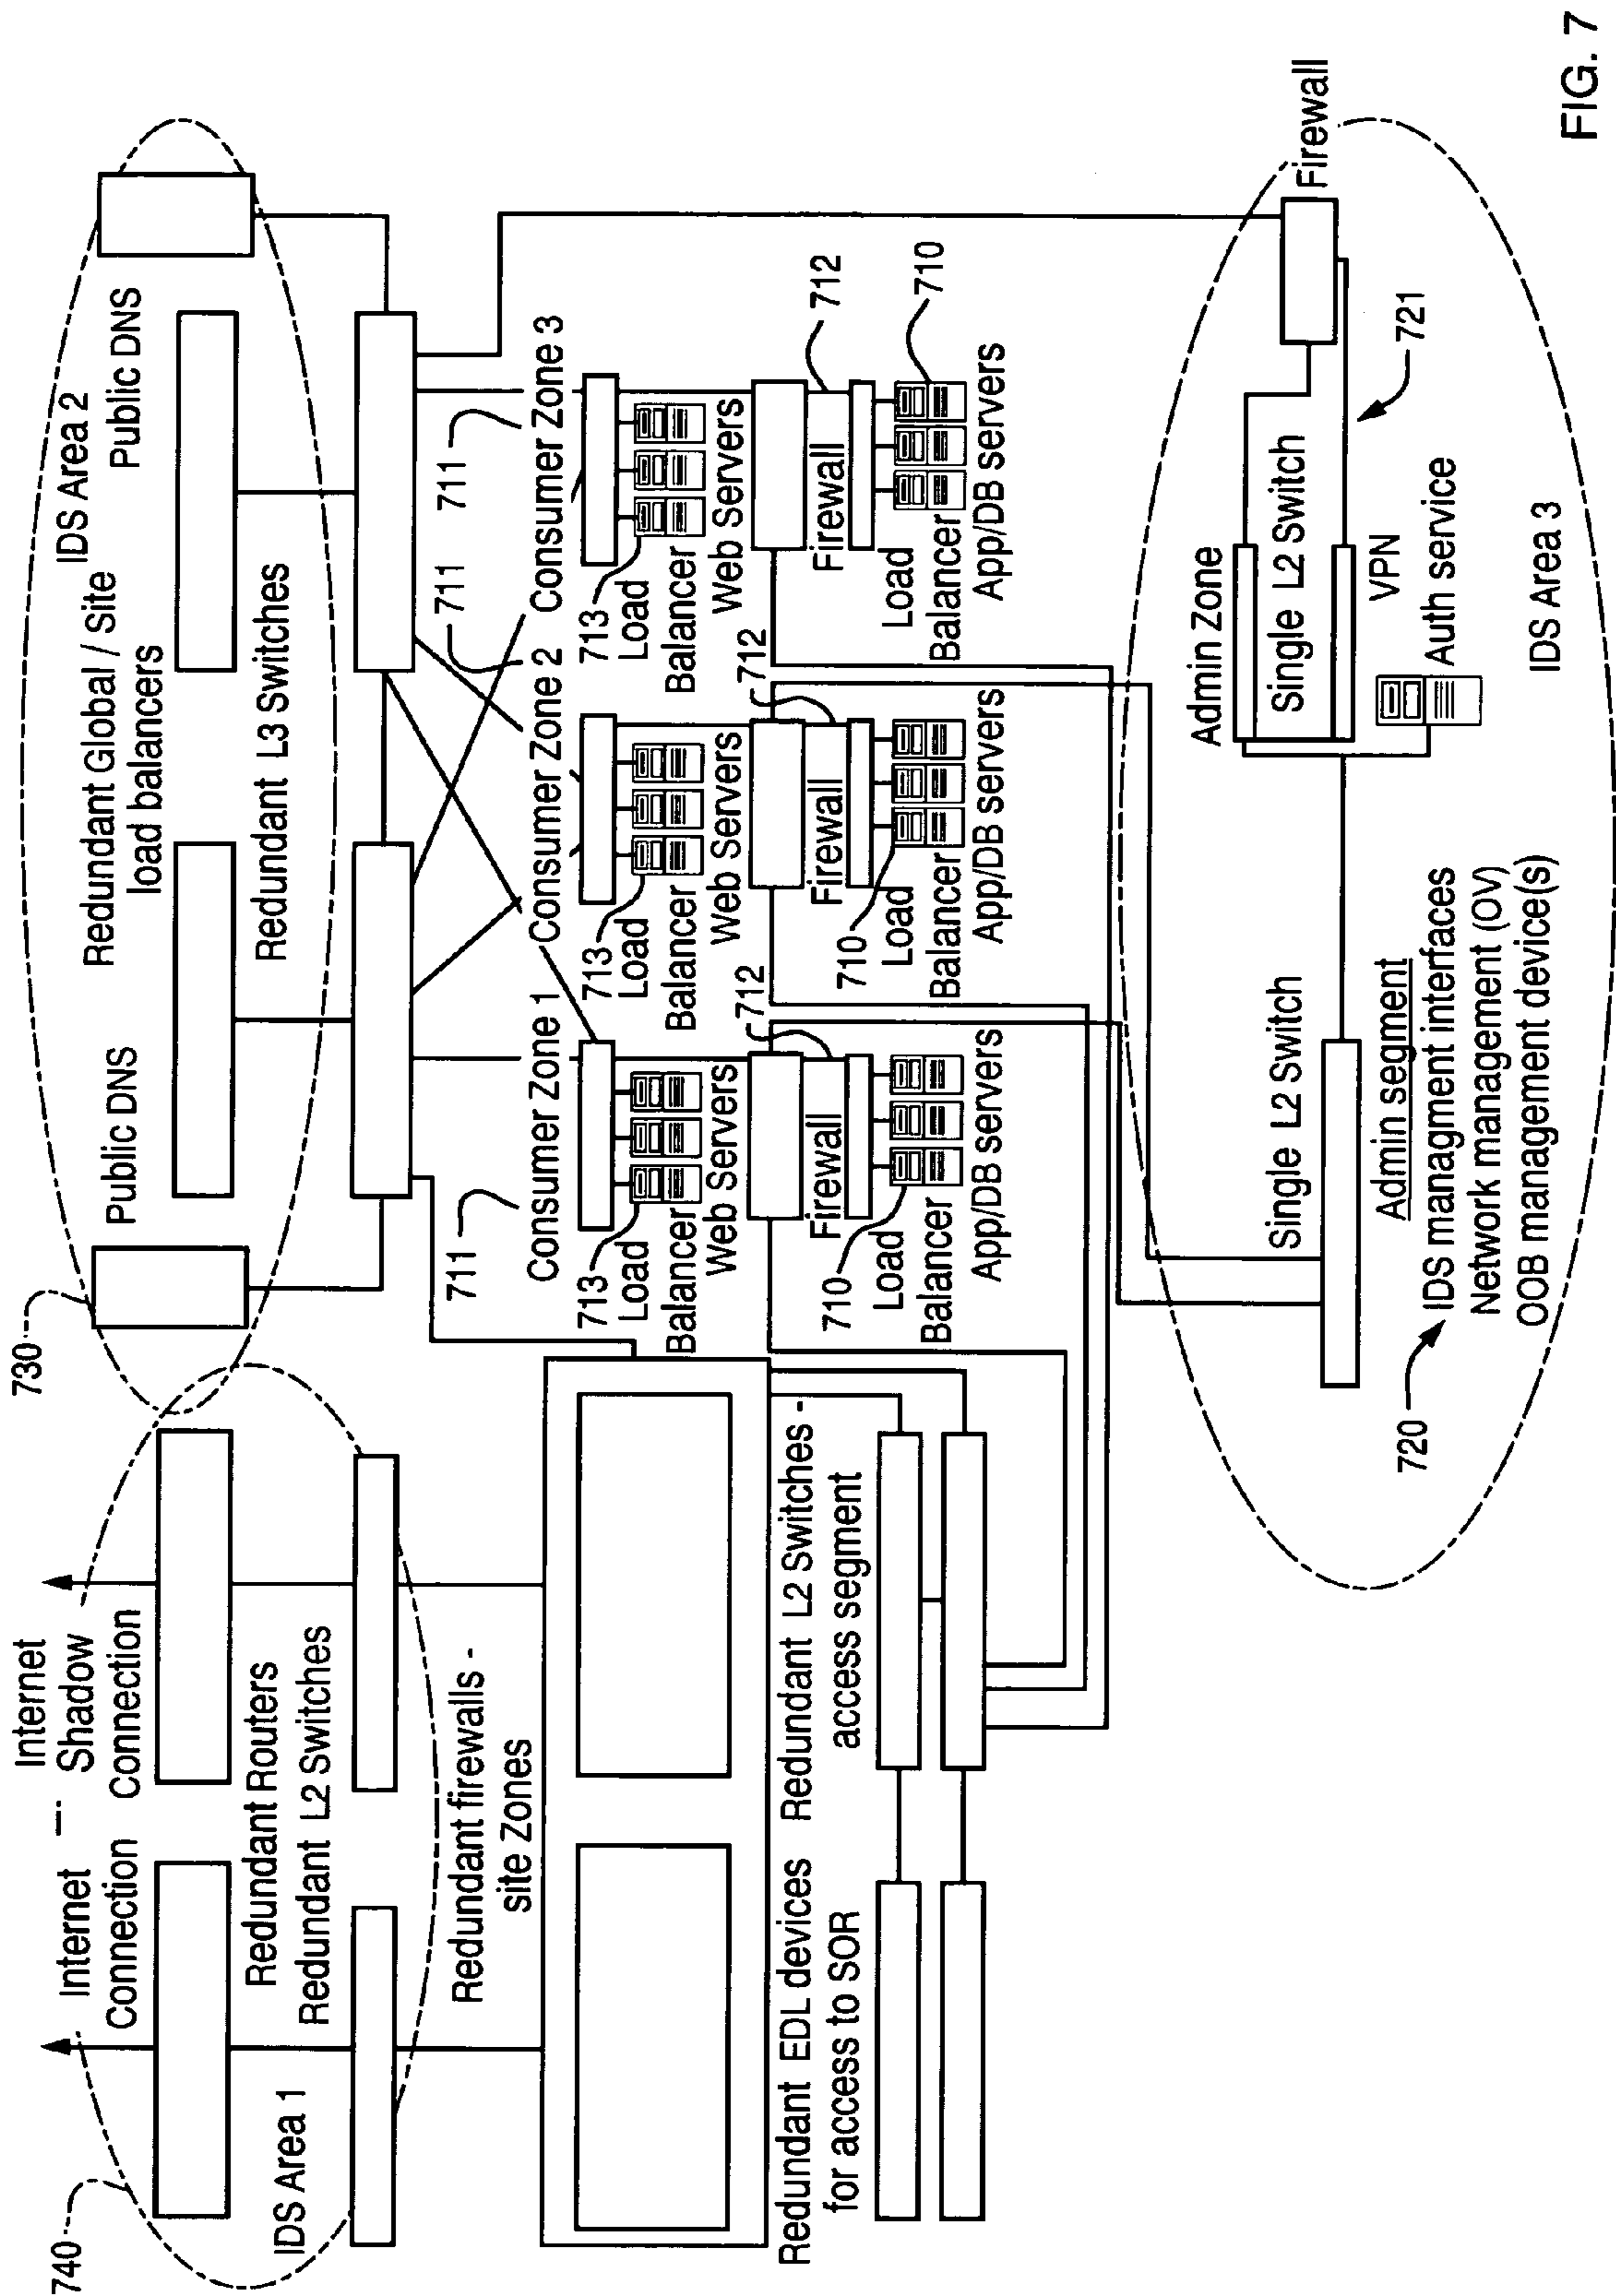 740
Internet
Connection
Internet
Shadow
Connection
Redundant Routers
Redundant L2 Switches
IDS Area 1
Redundant firewalls -
site Zones
730
Public DNS
Redundant Global / Site
load balancers
IDS Area 2
Public DNS
Redundant L3 Switches
711
711
711
Consumer Zone 1
Consumer Zone 2
Consumer Zone 3
713
Load
Balancer
Web Servers
712
Firewall
710
Load
Balancer
App/DB servers
713
Load
Balancer
Web Servers
712
Firewall
710
Load
Balancer
App/DB servers
713
Load
Balancer
Web Servers
712
Firewall
710
Load
Balancer
App/DB servers
Redundant EDL devices
for access to SOR
Redundant L2 Switches -
access segment
Single L2 Switch
Admin segment
720
IDS managment interfaces
Network management (OV)
OOB management device(s)
Admin Zone
Single L2 Switch
VPN
Auth service
721
Firewall
IDS Area 3
FIG. 7